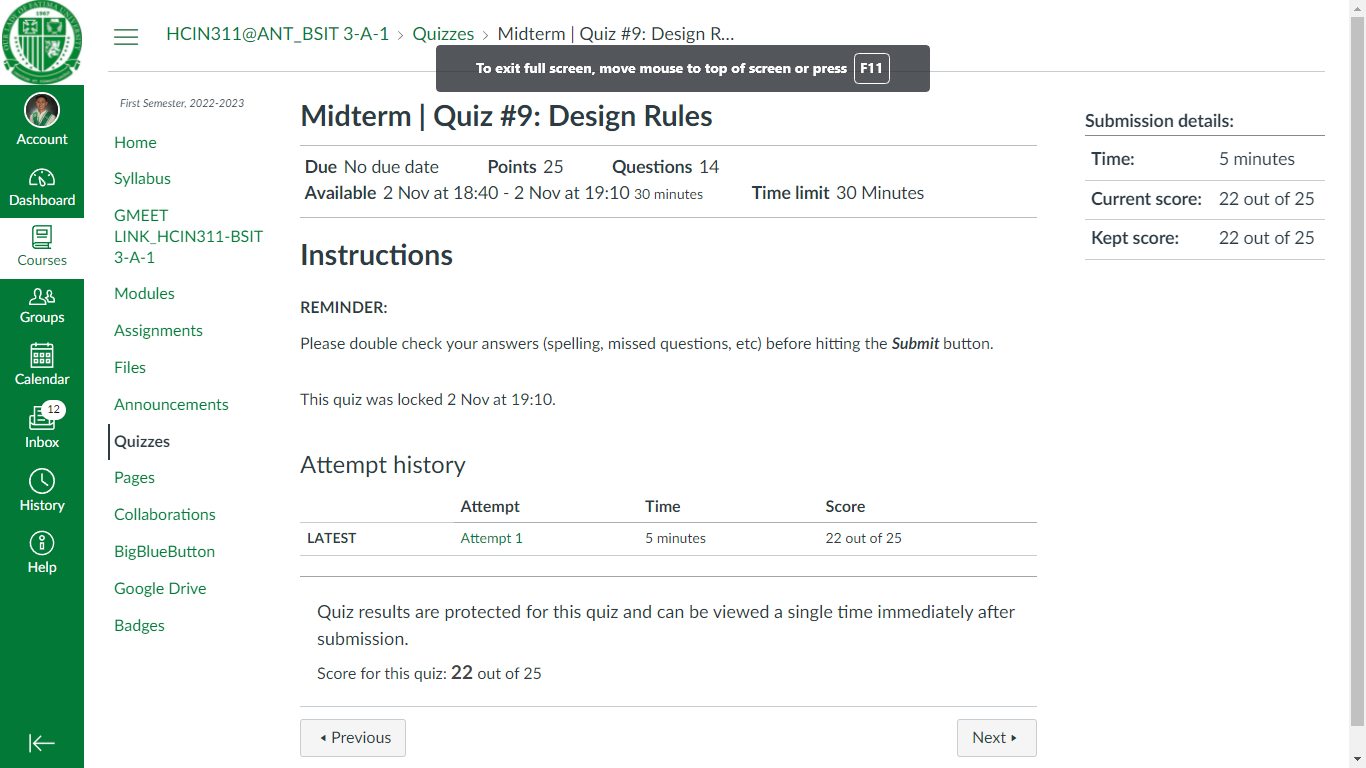 HCIN311@ANT_BSIT 3-A-1 › Quizzes › Midterm | Quiz #9: Design R...
To exit full screen, move mouse to top of screen or press F11
Account
Dashboard
Courses
Groups
Calendar
12
Inbox
History
Help
First Semester, 2022-2023
Home
Syllabus
GMEET
LINK_HCIN311-BSIT
3-A-1
Modules
Assignments
Files
Announcements
Quizzes
Pages
Collaborations
BigBlueButton
Google Drive
Badges
Midterm | Quiz #9: Design Rules
Due No due date Points 25 Questions 14
Available 2 Nov at 18:40 - 2 Nov at 19:10 30 minutes Time limit 30 Minutes
Instructions
REMINDER:
Please double check your answers (spelling, missed questions, etc) before hitting the Submit button.
This quiz was locked 2 Nov at 19:10.
Attempt history
Attempt Time Score
LATEST Attempt 1 5 minutes 22 out of 25
Quiz results are protected for this quiz and can be viewed a single time immediately after
submission.
Score for this quiz: 22 out of 25
Previous
Next
Submission details:
Time: 5 minutes
Current score: 22 out of 25
Kept score: 22 out of 25